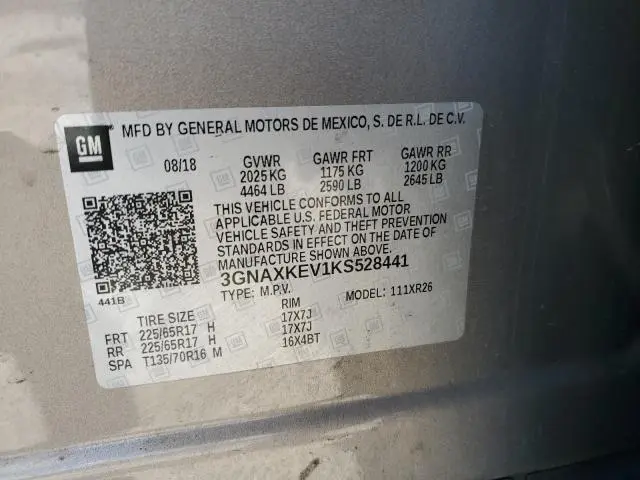 GM
MFD BY GENERAL MOTORS DE MEXICO, S. DE R.L. DE C.V.
08/18 GVWR GAWR FRT GAWR RR
2025 KG 1175 KG 1200 KG
4464 LB 2590 LB 2645 LB
THIS VEHICLE CONFORMS TO ALL
APPLICABLE U.S. FEDERAL MOTOR
VEHICLE SAFETY AND THEFT PREVENTION
STANDARDS IN EFFECT ON THE DATE OF
MANUFACTURE SHOWN ABOVE.
3GNAXKEV1KS528441
441B
TYPE: M.P.V. MODEL: 111XR26
TIRE SIZE RIM
FRT 225/65R17 H 17X7J
RR 225/65R17 H 17X7J
SPA T135/70R16 M 16X4BT